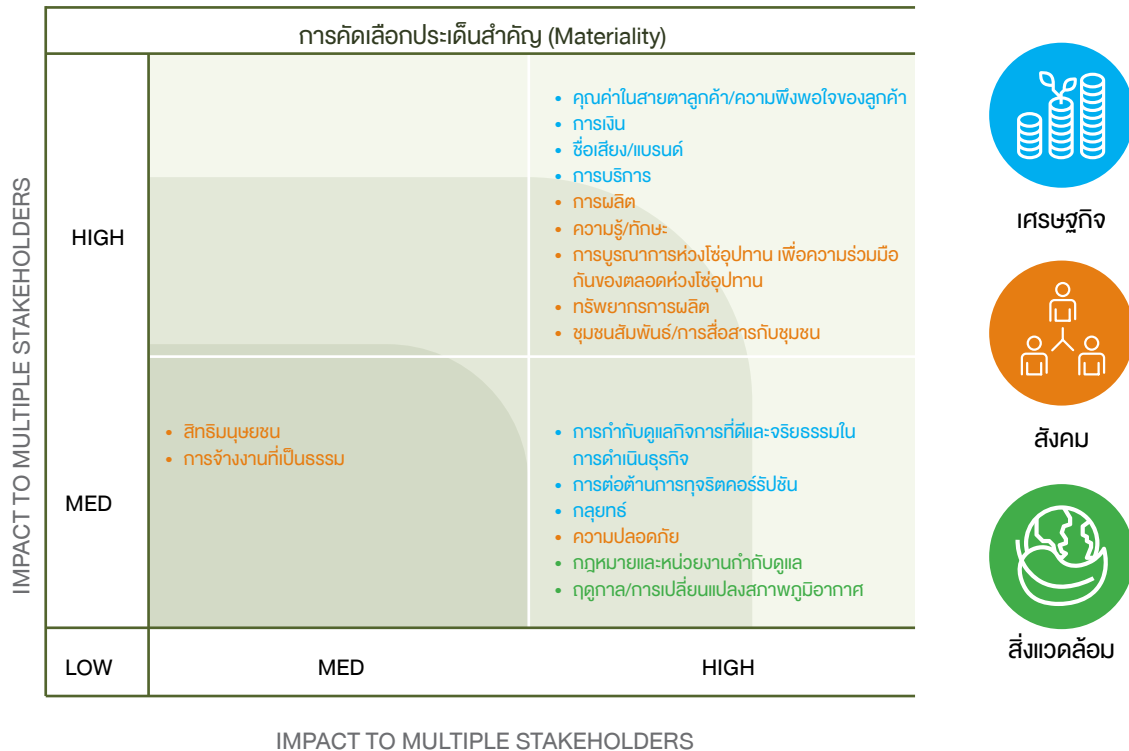 การคัดเลือกประเด็นสำคัญ (Materiality)
IMPACT TO MULTIPLE STAKEHOLDERS
HIGH
• คุณค่าในสายตาลูกค้า/ความพึงพอใจของลูกค้า
• การเงิน
• ชื่อเสียง/แบรนด์
• การบริการ
• การผลิต
• ความรู้/ทักษะ
• การบูรณาการห่วงโซ่อุปทาน เพื่อความร่วมมือ
กันของตลอดห่วงโซ่อุปทาน
• ทรัพยากรการผลิต
• ชุมชนสัมพันธ์/การสื่อสารกับชุมชน
MED
• สิทธิมนุษยชน
• การจ้างงานที่เป็นธรรม
• การกำกับดูแลกิจการที่ดีและจริยธรรมใน
การดำเนินธุรกิจ
• การต่อต้านการทุจริตคอร์รัปชัน
• กลุยทธ์
• ความปลอดภัย
• กฎหมายและหน่วยงานกำกับดูแล
• ฤดูกาล/การเปลี่ยนแปลงสภาพภูมิอากาศ
LOW
MED
HIGH
IMPACT TO MULTIPLE STAKEHOLDERS
เศรษฐกิจ
สังคม
สิ่งแวดล้อม